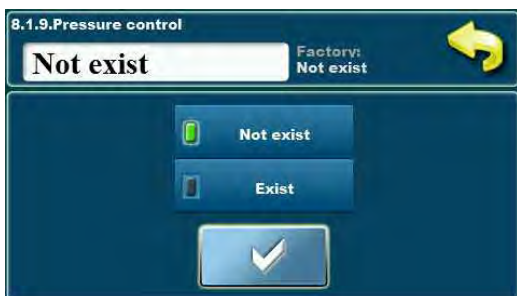 8.1.9.Pressure control
Not exist
Factory:
Not exist
Not exist
Exist